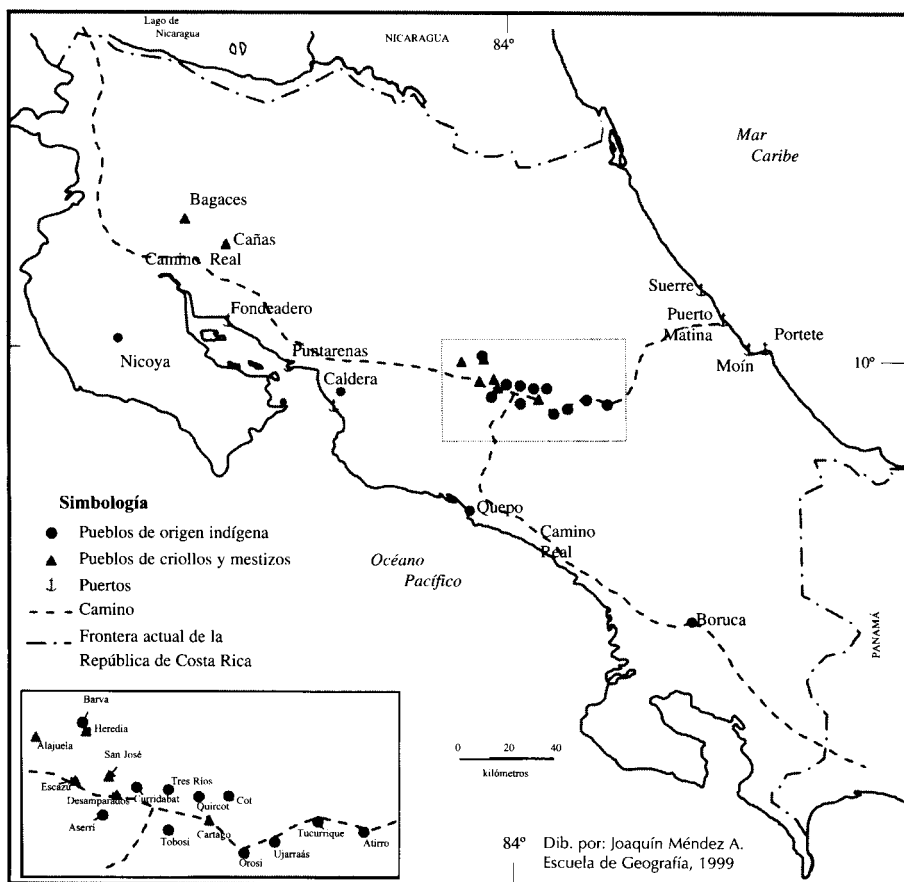 Lago de
Nicaragua
NICARAGUA
84°
Mar
Caribe
Bagaces
Cañas
Camino Real
Suerre
Fondeadero
Puerto
Matina
Portete
Nicoya
Puntarenas
Moín
10°
Caldera
Simbología
Pueblos de origen indígena
Pueblos de criollos y mestizos
Puertos
Camino
Frontera actual de la
República de Costa Rica
Quepo
Camino
Real
Océano
Pacífico
Boruca
PANAMÁ
Barva
Heredia
Alajuela
San José
Escazú
Tres Ríos
Desamparados
Curridabat
Quircot
Cot
Aserrí
Tobosi
Cartago
Tucurrique
Orosi
Ujarraás
Atirro
0 20 40
kilómetros
84°
Dib. por: Joaquín Méndez A.
Escuela de Geografía, 1999